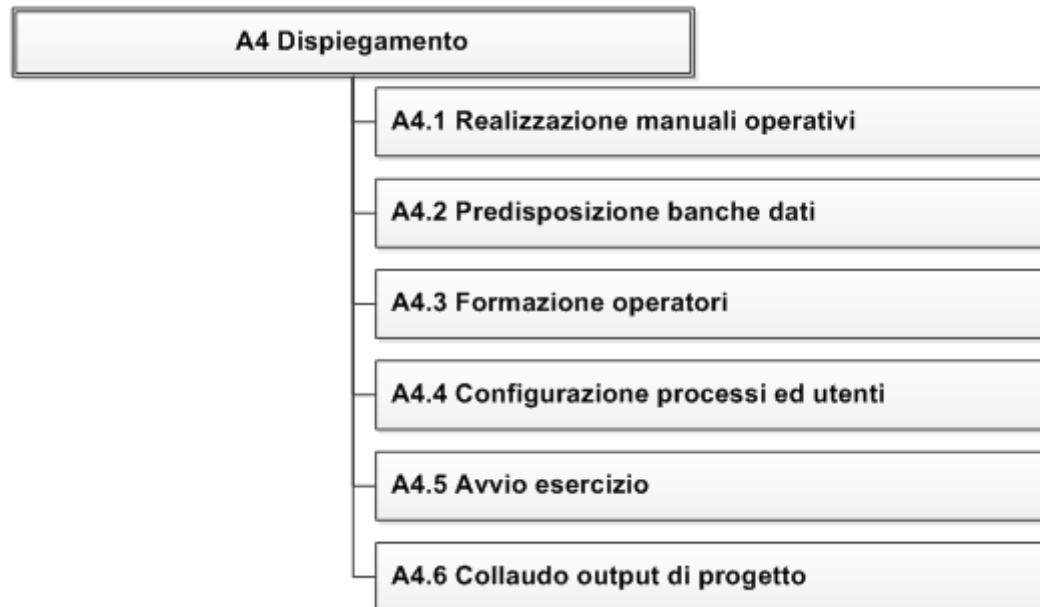 A4 Dispiegamento
A4.1 Realizzazione manuali operativi
A4.2 Predisposizione banche dati
A4.3 Formazione operatori
A4.4 Configurazione processi ed utenti
A4.5 Avvio esercizio
A4.6 Collaudo output di progetto